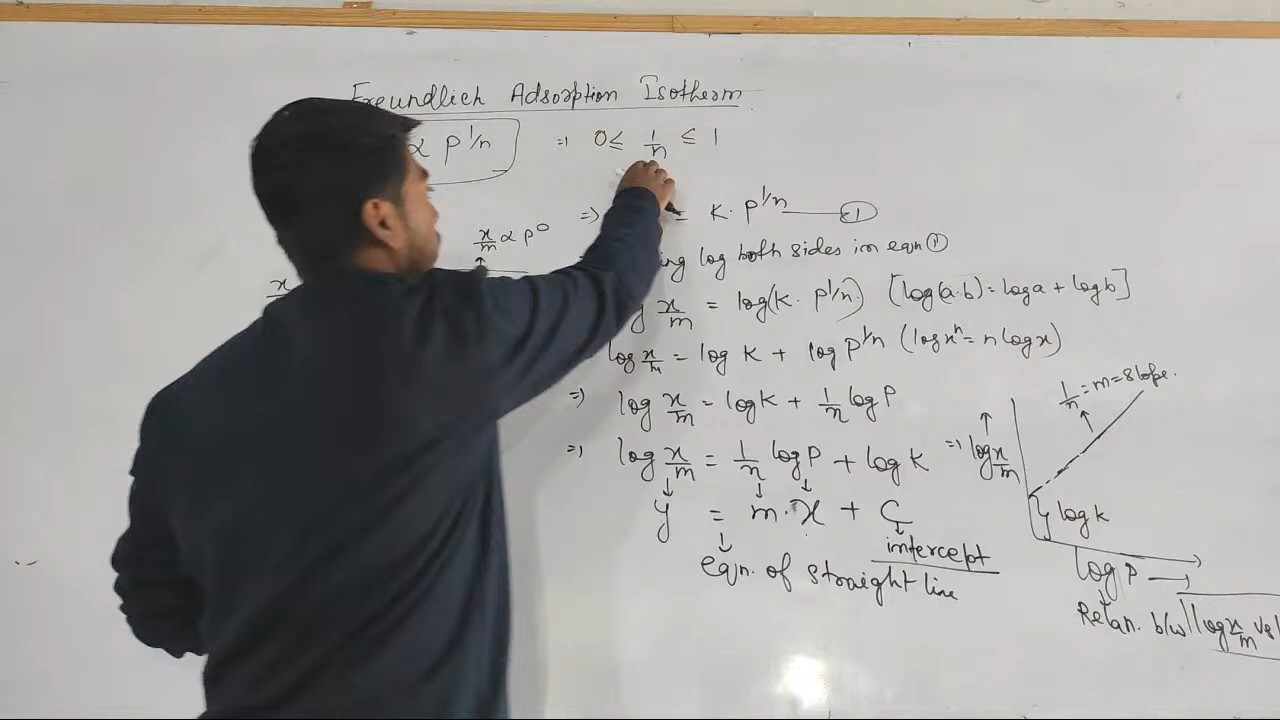 Freundlich Adsorption Isotherm
∝ P^1/n ⇒ 0 ≤ 1/n ≤ 1
⇒ = K. P^1/n — ①
x/m ∝ P^0
log both sides in eqn ①
x/m = log(K. P^1/n) [log(a.b) = log a + log b]
log x/m = log K + log P^1/n (log x^n = n log x)
⇒ log x/m = log K + 1/n log P
⇒ log x/m = 1/n log P + log K ⇒
y = m. x + C
intercept
eqn. of straight line
1/n = m = Slope.
log x/m
log K
log P
Relan. b/w log x/m vs